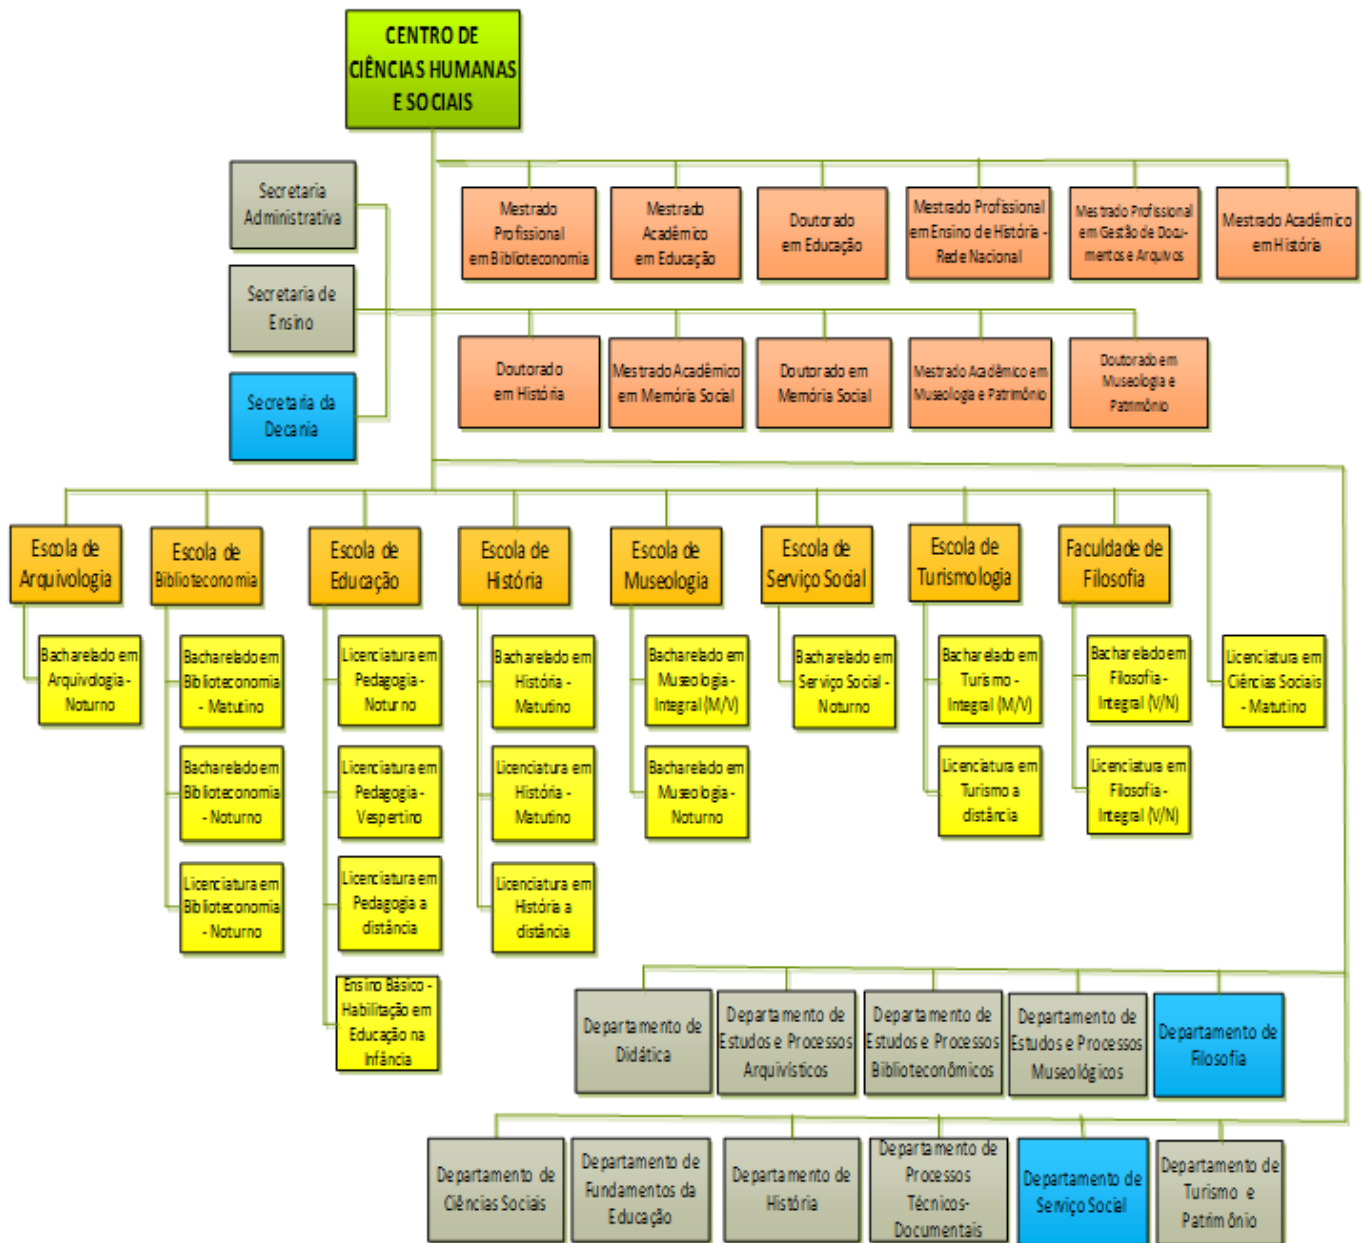 CENTRO DE
CIÊNCIAS HUMANAS
E SOCIAIS
Secretaria
Administrativa
Secretaria de
Ensino
Secretaria da
Decania
Mestrado
Profissional
em Biblioteconomia
Mestrado
Acadêmico
em Educação
Doutorado
em Educação
Mestrado Profissional
em Ensino de História -
Rede Nacional
Mestrado Profissional
em Gestão de Docu-
mentos e Arquivos
Mestrado Acadêmico
em História
Doutorado
em História
Mestrado Acadêmico
em Memória Social
Doutorado em
Memória Social
Mestrado Acadêmico em
Museologia e Patrimônio
Doutorado em
Museologia e
Patrimônio
Escola de
Arquivologia
Escola de
Biblioteconomia
Escola de
Educação
Escola de
História
Escola de
Museologia
Escola de
Serviço Social
Escola de
Turismologia
Faculdade de
Filosofia
Bacharelado em
Arquivologia -
Noturno
Bacharelado em
Biblioteconomia
- Matutino
Licenciatura em
Pedagogia -
Noturno
Bacharelado em
História -
Matutino
Bacharelado em
Museologia -
Integral (M/V)
Bacharelado em
Serviço Social -
Noturno
Bacharelado em
Turismo -
Integral (M/V)
Bacharelado em
Filosofia -
Integral (V/N)
Licenciatura em
Ciências Sociais
- Matutino
Bacharelado em
Biblioteconomia
- Noturno
Licenciatura em
Pedagogia -
Vespertino
Licenciatura em
História -
Matutino
Bacharelado em
Museologia -
Noturno
Licenciatura em
Turismo a
distância
Licenciatura em
Filosofia -
Integral (V/N)
Licenciatura em
Biblioteconomia
- Noturno
Licenciatura em
Pedagogia a
distância
Licenciatura em
História a
distância
Ensino Básico -
Habilitação em
Educação na
Infância
Departamento de
Didática
Departamento de
Estudos e Processos
Arquivísticos
Departamento de
Estudos e Processos
Biblioteconômicos
Departamento de
Estudos e Processos
Museológicos
Departamento de
Filosofia
Departamento de
Ciências Sociais
Departamento de
Fundamentos da
Educação
Departamento de
História
Departamento de
Processos
Técnicos-
Documentais
Departamento de
Serviço Social
Departamento de
Turismo e
Patrimônio